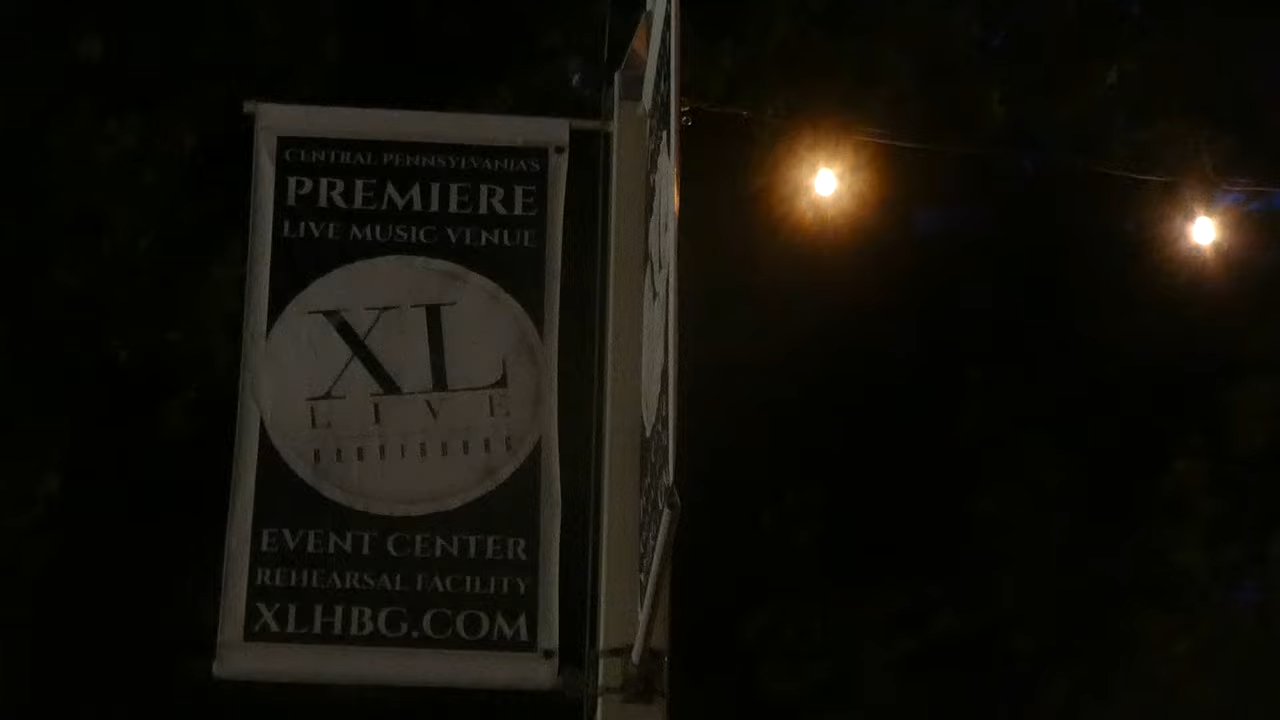 CENTRAL PENNSYLVANIA'S
PREMIERE
LIVE MUSIC VENUE
XL
LIVE
HARRISBURG
EVENT CENTER
REHEARSAL FACILITY
XLHBG.COM